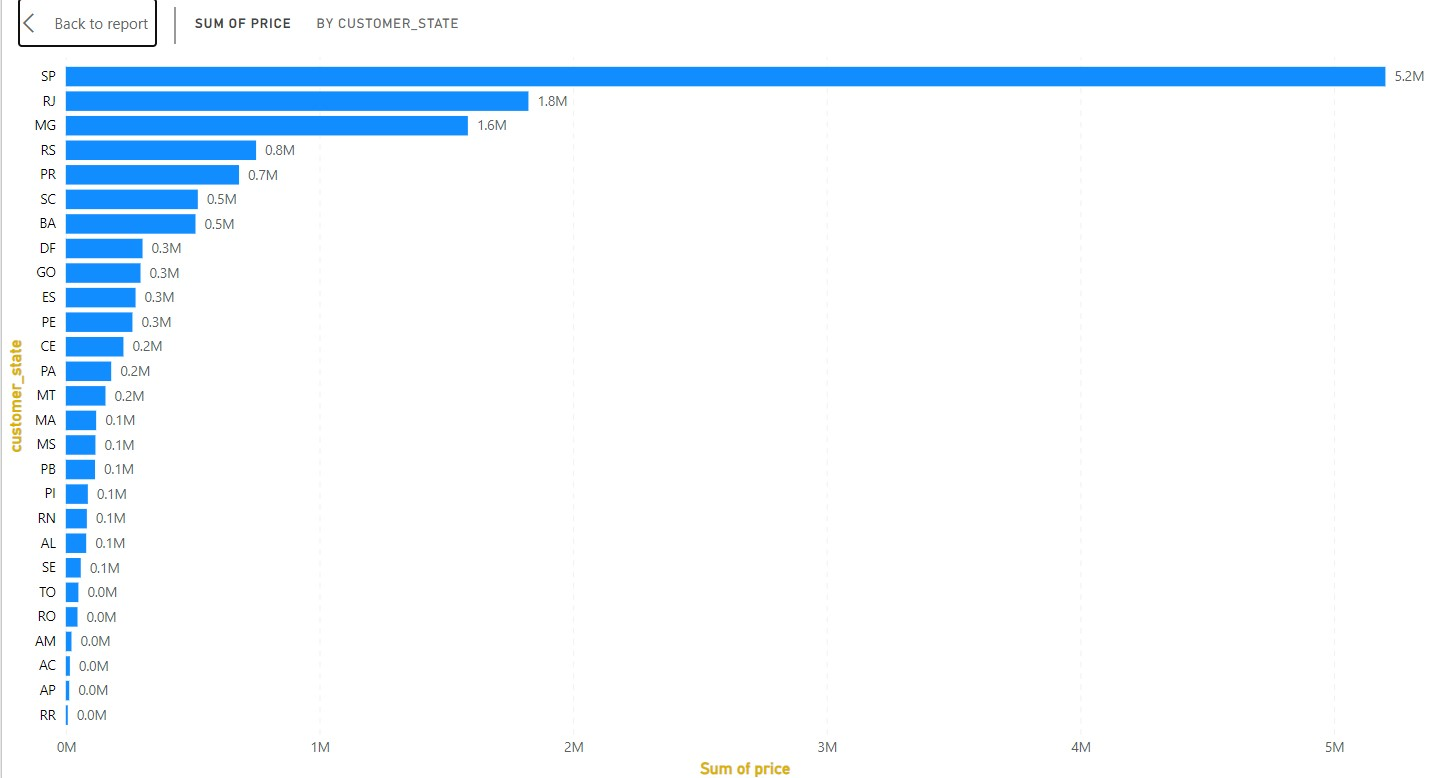 Back to report
SUM OF PRICE BY CUSTOMER_STATE
customer_state
SP 5.2M
RJ 1.8M
MG 1.6M
RS 0.8M
PR 0.7M
SC 0.5M
BA 0.5M
DF 0.3M
GO 0.3M
ES 0.3M
PE 0.3M
CE 0.2M
PA 0.2M
MT 0.2M
MA 0.1M
MS 0.1M
PB 0.1M
PI 0.1M
RN 0.1M
AL 0.1M
SE 0.1M
TO 0.0M
RO 0.0M
AM 0.0M
AC 0.0M
AP 0.0M
RR 0.0M
0M 1M 2M 3M 4M 5M
Sum of price